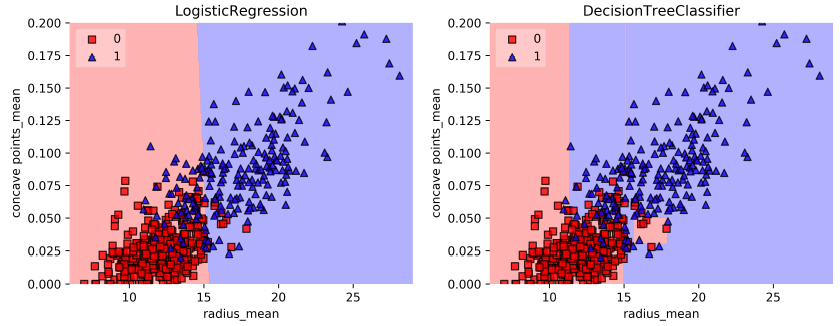 LogisticRegression
0.200
0.175
0.150
0.125
0.100
0.075
0.050
0.025
0.000
concave points_mean
0
1
10 15 20 25
radius_mean
DecisionTreeClassifier
0.200
0.175
0.150
0.125
0.100
0.075
0.050
0.025
0.000
concave points_mean
0
1
10 15 20 25
radius_mean